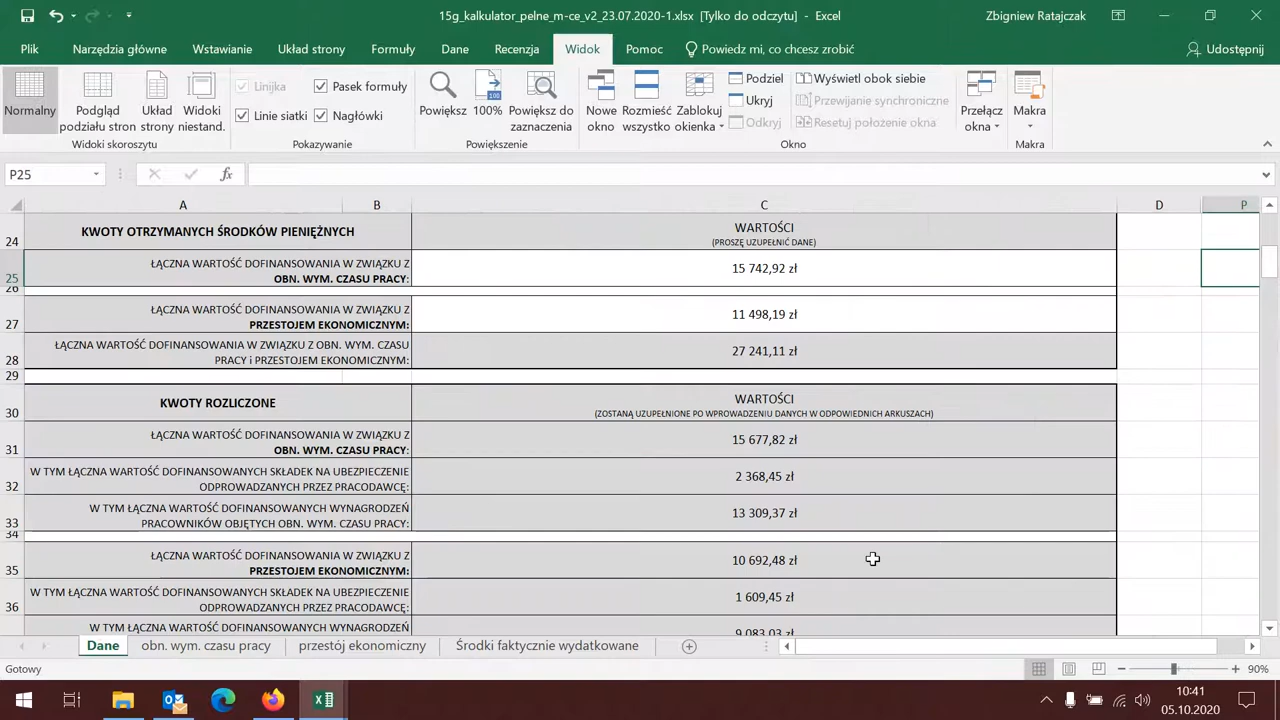 15g_kalkulator_pelne_m-ce_v2_23.07.2020-1.xlsx [Tylko do odczytu] - Excel
Zbigniew Ratajczak
Plik Narzędzia główne Wstawianie Układ strony Formuły Dane Recenzja Widok Pomoc Powiedz mi, co chcesz zrobić Udostępnij
Normalny
Podgląd podziału stron
Układ strony
Widoki niestand.
Widoki skoroszytu
Linijka
Pasek formuły
Linie siatki
Nagłówki
Pokazywanie
Powiększ
100%
Powiększ do zaznaczenia
Powiększenie
Nowe okno
Rozmieść wszystko
Zablokuj okienka
Podziel
Ukryj
Odkryj
Wyświetl obok siebie
Przewijanie synchroniczne
Resetuj położenie okna
Przełącz okna
Okno
Makra
Makra
P25
fx
A B C D P
24 KWOTY OTRZYMANYCH ŚRODKÓW PIENIĘŻNYCH WARTOŚCI
(PROSZĘ UZUPEŁNIĆ DANE)
ŁĄCZNA WARTOŚĆ DOFINANSOWANIA W ZWIĄZKU Z
25 OBN. WYM. CZASU PRACY: 15 742,92 zł
26
ŁĄCZNA WARTOŚĆ DOFINANSOWANIA W ZWIĄZKU Z
27 PRZESTOJEM EKONOMICZNYM: 11 498,19 zł
ŁĄCZNA WARTOŚĆ DOFINANSOWANIA W ZWIĄZKU Z OBN. WYM. CZASU
28 PRACY i PRZESTOJEM EKONOMICZNYM: 27 241,11 zł
29
30 KWOTY ROZLICZONE WARTOŚCI
(ZOSTANĄ UZUPEŁNIONE PO WPROWADZENIU DANYCH W ODPOWIEDNICH ARKUSZACH)
ŁĄCZNA WARTOŚĆ DOFINANSOWANIA W ZWIĄZKU Z
31 OBN. WYM. CZASU PRACY: 15 677,82 zł
W TYM ŁĄCZNA WARTOŚĆ DOFINANSOWANYCH SKŁADEK NA UBEZPIECZENIE
32 ODPROWADZANYCH PRZEZ PRACODAWCĘ: 2 368,45 zł
W TYM ŁĄCZNA WARTOŚĆ DOFINANSOWANYCH WYNAGRODZEŃ
33 PRACOWNIKÓW OBJĘTYCH OBN. WYM. CZASU PRACY: 13 309,37 zł
34
ŁĄCZNA WARTOŚĆ DOFINANSOWANIA W ZWIĄZKU Z
35 PRZESTOJEM EKONOMICZNYM: 10 692,48 zł
W TYM ŁĄCZNA WARTOŚĆ DOFINANSOWANYCH SKŁADEK NA UBEZPIECZENIE
36 ODPROWADZANYCH PRZEZ PRACODAWCĘ: 1 609,45 zł
W TYM ŁĄCZNA WARTOŚĆ DOFINANSOWANYCH WYNAGRODZEŃ 9 083,03 zł
Dane obn. wym. czasu pracy przestój ekonomiczny Środki faktycznie wydatkowane
Gotowy
90%
10:41
05.10.2020